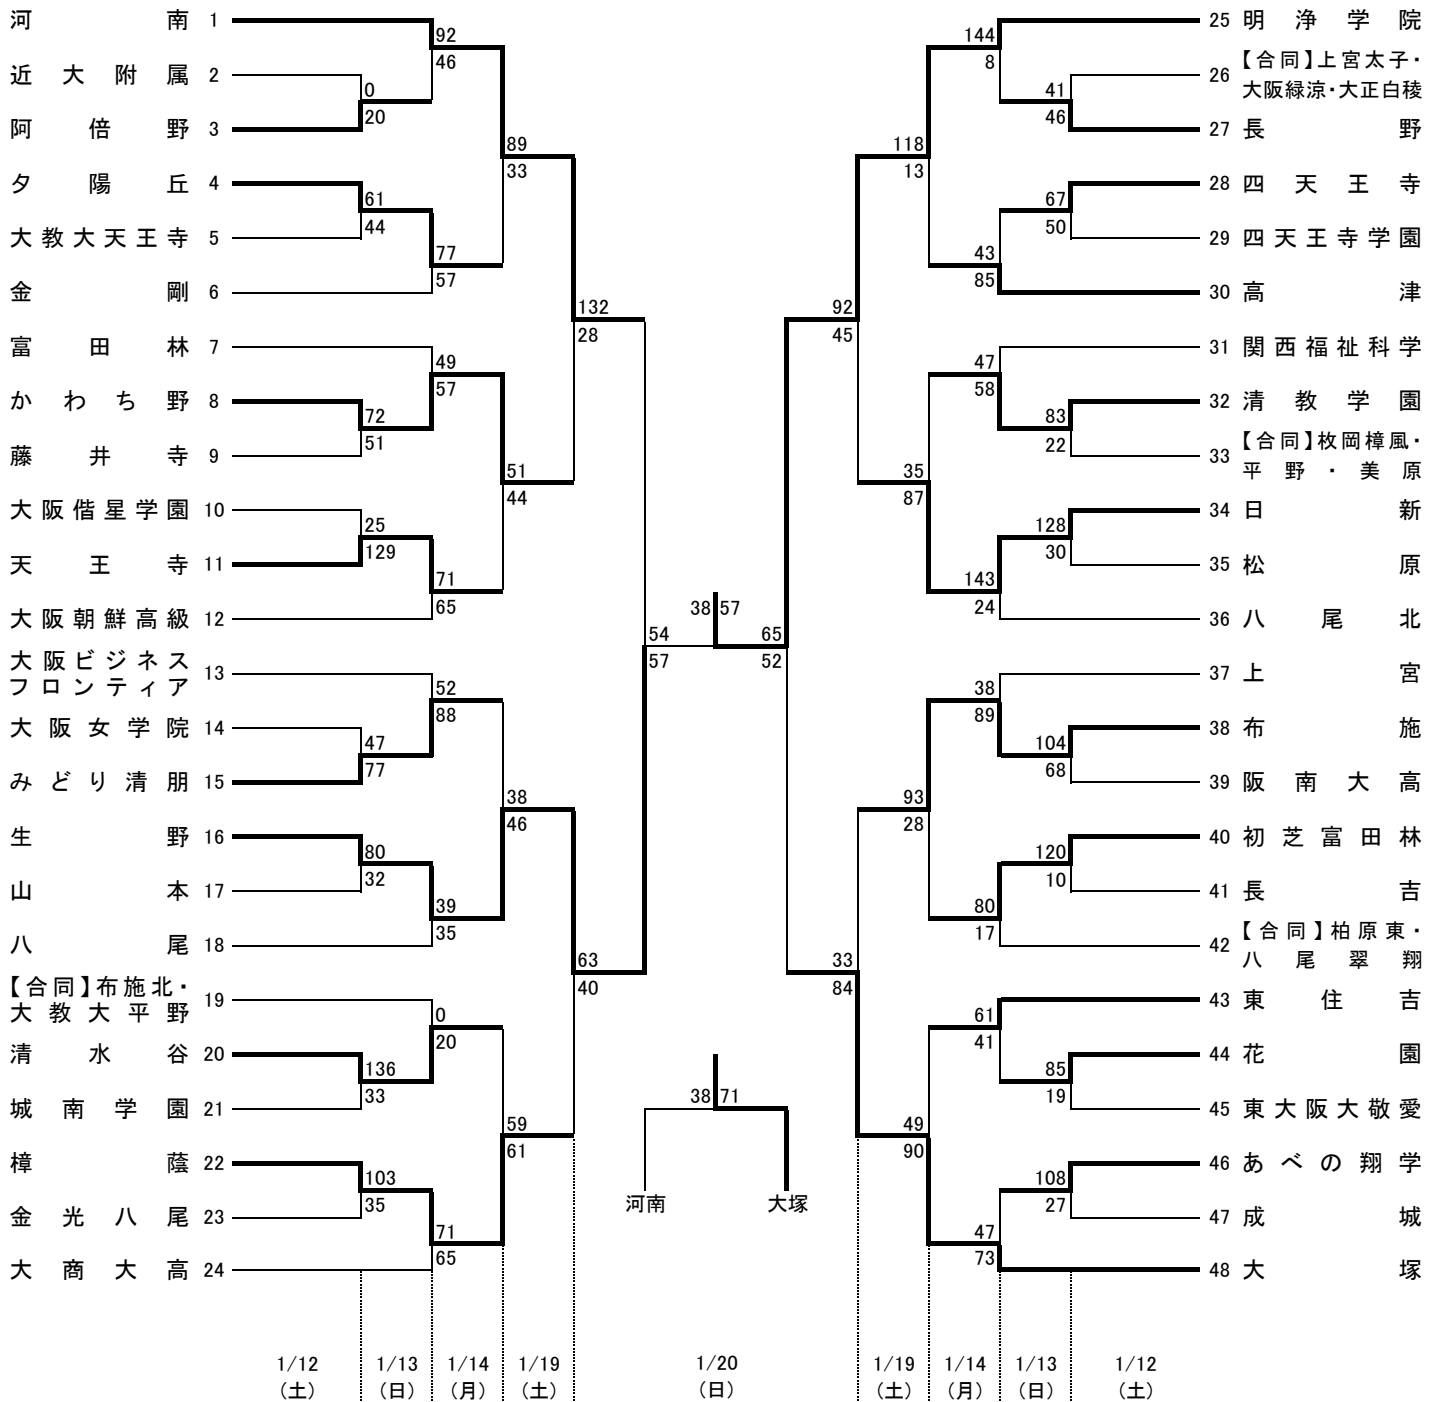 河南 1
近大附属 2
阿倍野 3
夕陽丘 4
大教大天王寺 5
金剛 6
富田林 7
かわち野 8
藤井寺 9
大阪偕星学園 10
天王寺 11
大阪朝鮮高級 12
大阪ビジネス
フロンティア 13
大阪女学院 14
みどり清朋 15
生野 16
山本 17
八尾 18
【合同】布施北・
大教大平野 19
清水谷 20
城南学園 21
樟蔭 22
金光八尾 23
大商大高 24
0
20
61
44
72
51
25
129
47
77
80
32
136
33
103
35
92
46
77
57
49
57
71
65
52
88
39
35
0
20
71
65
89
33
51
44
38
46
59
61
132
28
63
40
54
57
38 57
38 71
河南 大塚
65
52
92
45
33
84
118
13
35
87
93
28
49
90
144
8
43
85
47
58
143
24
38
89
80
17
61
41
47
73
41
46
67
50
83
22
128
30
104
68
120
10
85
19
108
27
25 明浄学院
26 【合同】上宮太子・
大阪緑涼・大正白稜
27 長野
28 四天王寺
29 四天王寺学園
30 高津
31 関西福祉科学
32 清教学園
33 【合同】枚岡樟風・
平野・美原
34 日新
35 松原
36 八尾北
37 上宮
38 布施
39 阪南大高
40 初芝富田林
41 長吉
42 【合同】柏原東・
八尾翠翔
43 東住吉
44 花園
45 東大阪大敬愛
46 あべの翔学
47 成城
48 大塚
1/12 1/13 1/14 1/19 1/20 1/19 1/14 1/13 1/12
（土） （日） （月） （土） （日） （土） （月） （日） （土）